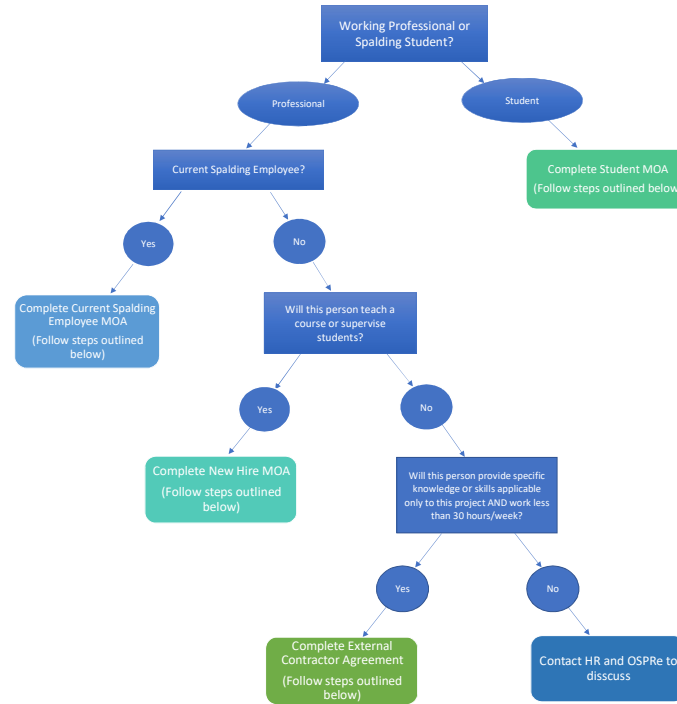 Working Professional or
Spalding Student?
Professional
Student
Current Spalding Employee?
Complete Student MOA
(Follow steps outlined below
Yes
No
Complete Current Spalding
Employee MOA
(Follow steps outlined
below)
Will this person teach a
course or supervise
students?
Yes
No
Complete New Hire MOA
(Follow steps outlined
below)
Will this person provide specific
knowledge or skills applicable
only to this project AND work less
than 30 hours/week?
Yes
No
Complete External
Contractor Agreement
(Follow steps outlined
below)
Contact HR and OSPRe to
disscuss